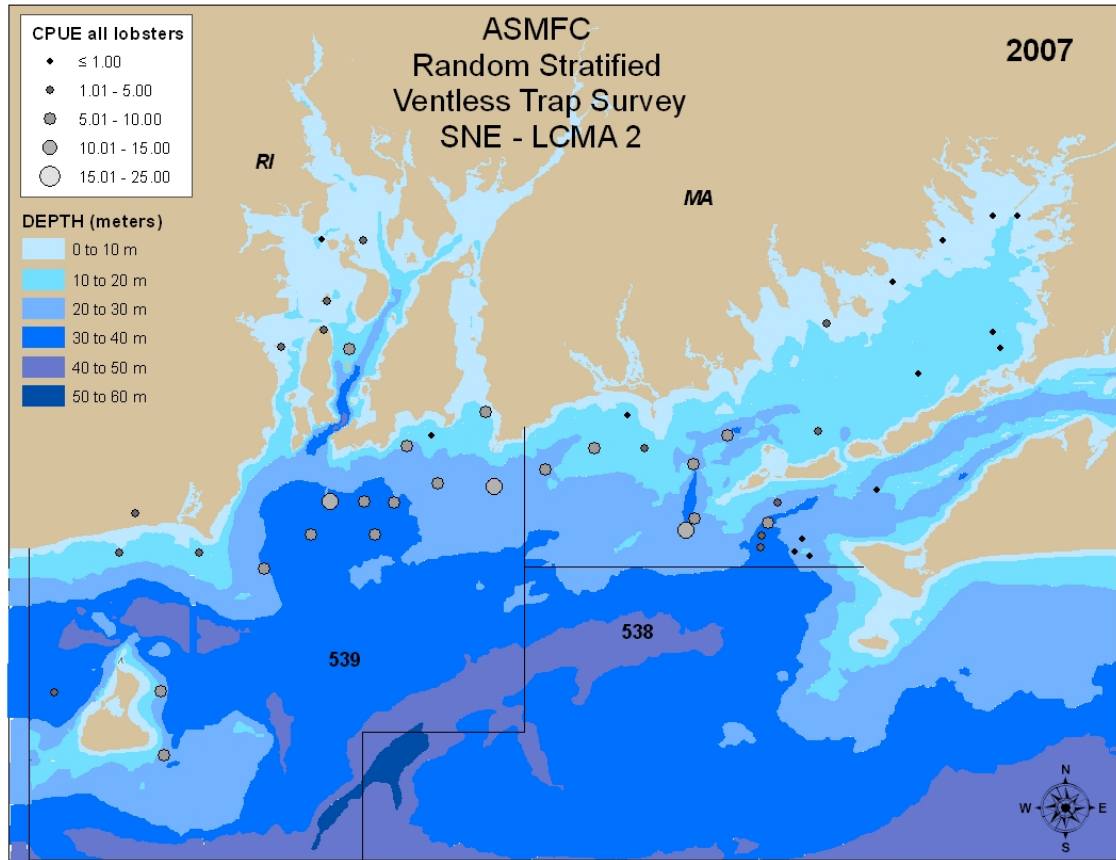 ASMFC
Random Stratified
Ventless Trap Survey
SNE - LCMA 2
2007
CPUE all lobsters
≤ 1.00
1.01 - 5.00
5.01 - 10.00
10.01 - 15.00
15.01 - 25.00
DEPTH (meters)
0 to 10 m
10 to 20 m
20 to 30 m
30 to 40 m
40 to 50 m
50 to 60 m
RI
MA
538
539
N
W E
S